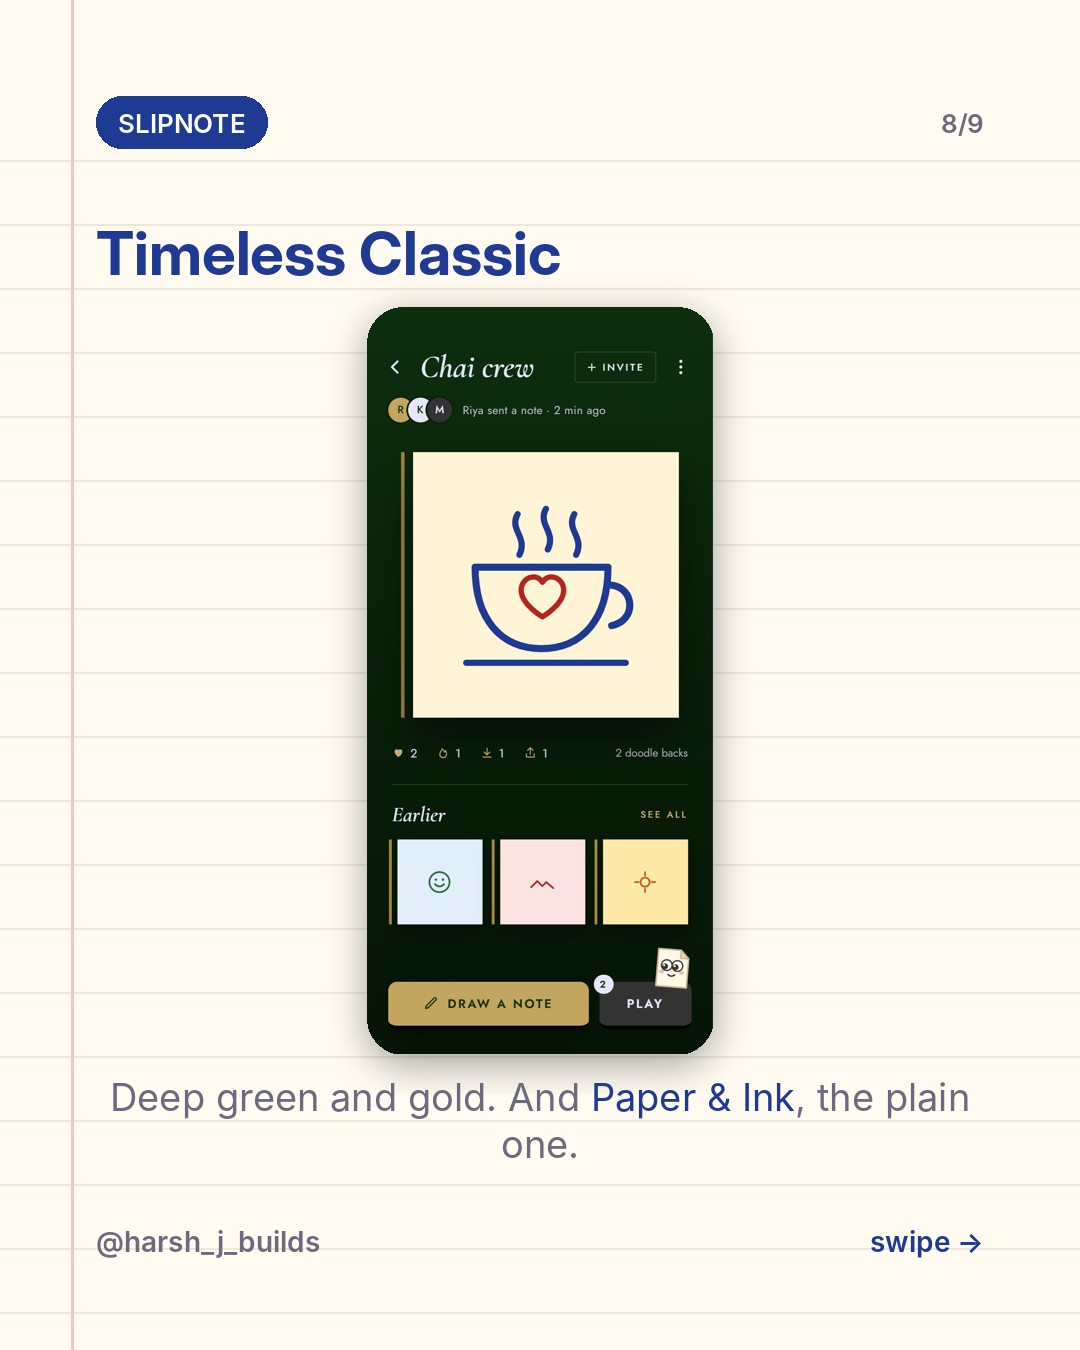 SLIPNOTE
8/9
Timeless Classic
Chai crew
+ INVITE
R K M
Riya sent a note · 2 min ago
2 1 1 1
2 doodle backs
Earlier
SEE ALL
DRAW A NOTE
2
PLAY
Deep green and gold. And Paper & Ink, the plain
one.
@harsh_j_builds
swipe →